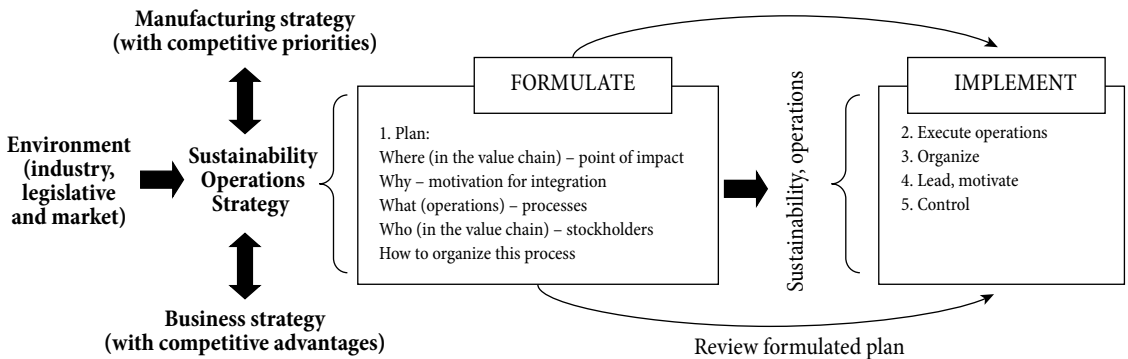 Manufacturing strategy
(with competitive priorities)
Environment
(industry,
legislative
and market)
Sustainability
Operations
Strategy
Business strategy
(with competitive advantages)
FORMULATE
1. Plan:
Where (in the value chain) – point of impact
Why – motivation for integration
What (operations) – processes
Who (in the value chain) – stockholders
How to organize this process
Sustainability, operations
IMPLEMENT
2. Execute operations
3. Organize
4. Lead, motivate
5. Control
Review formulated plan